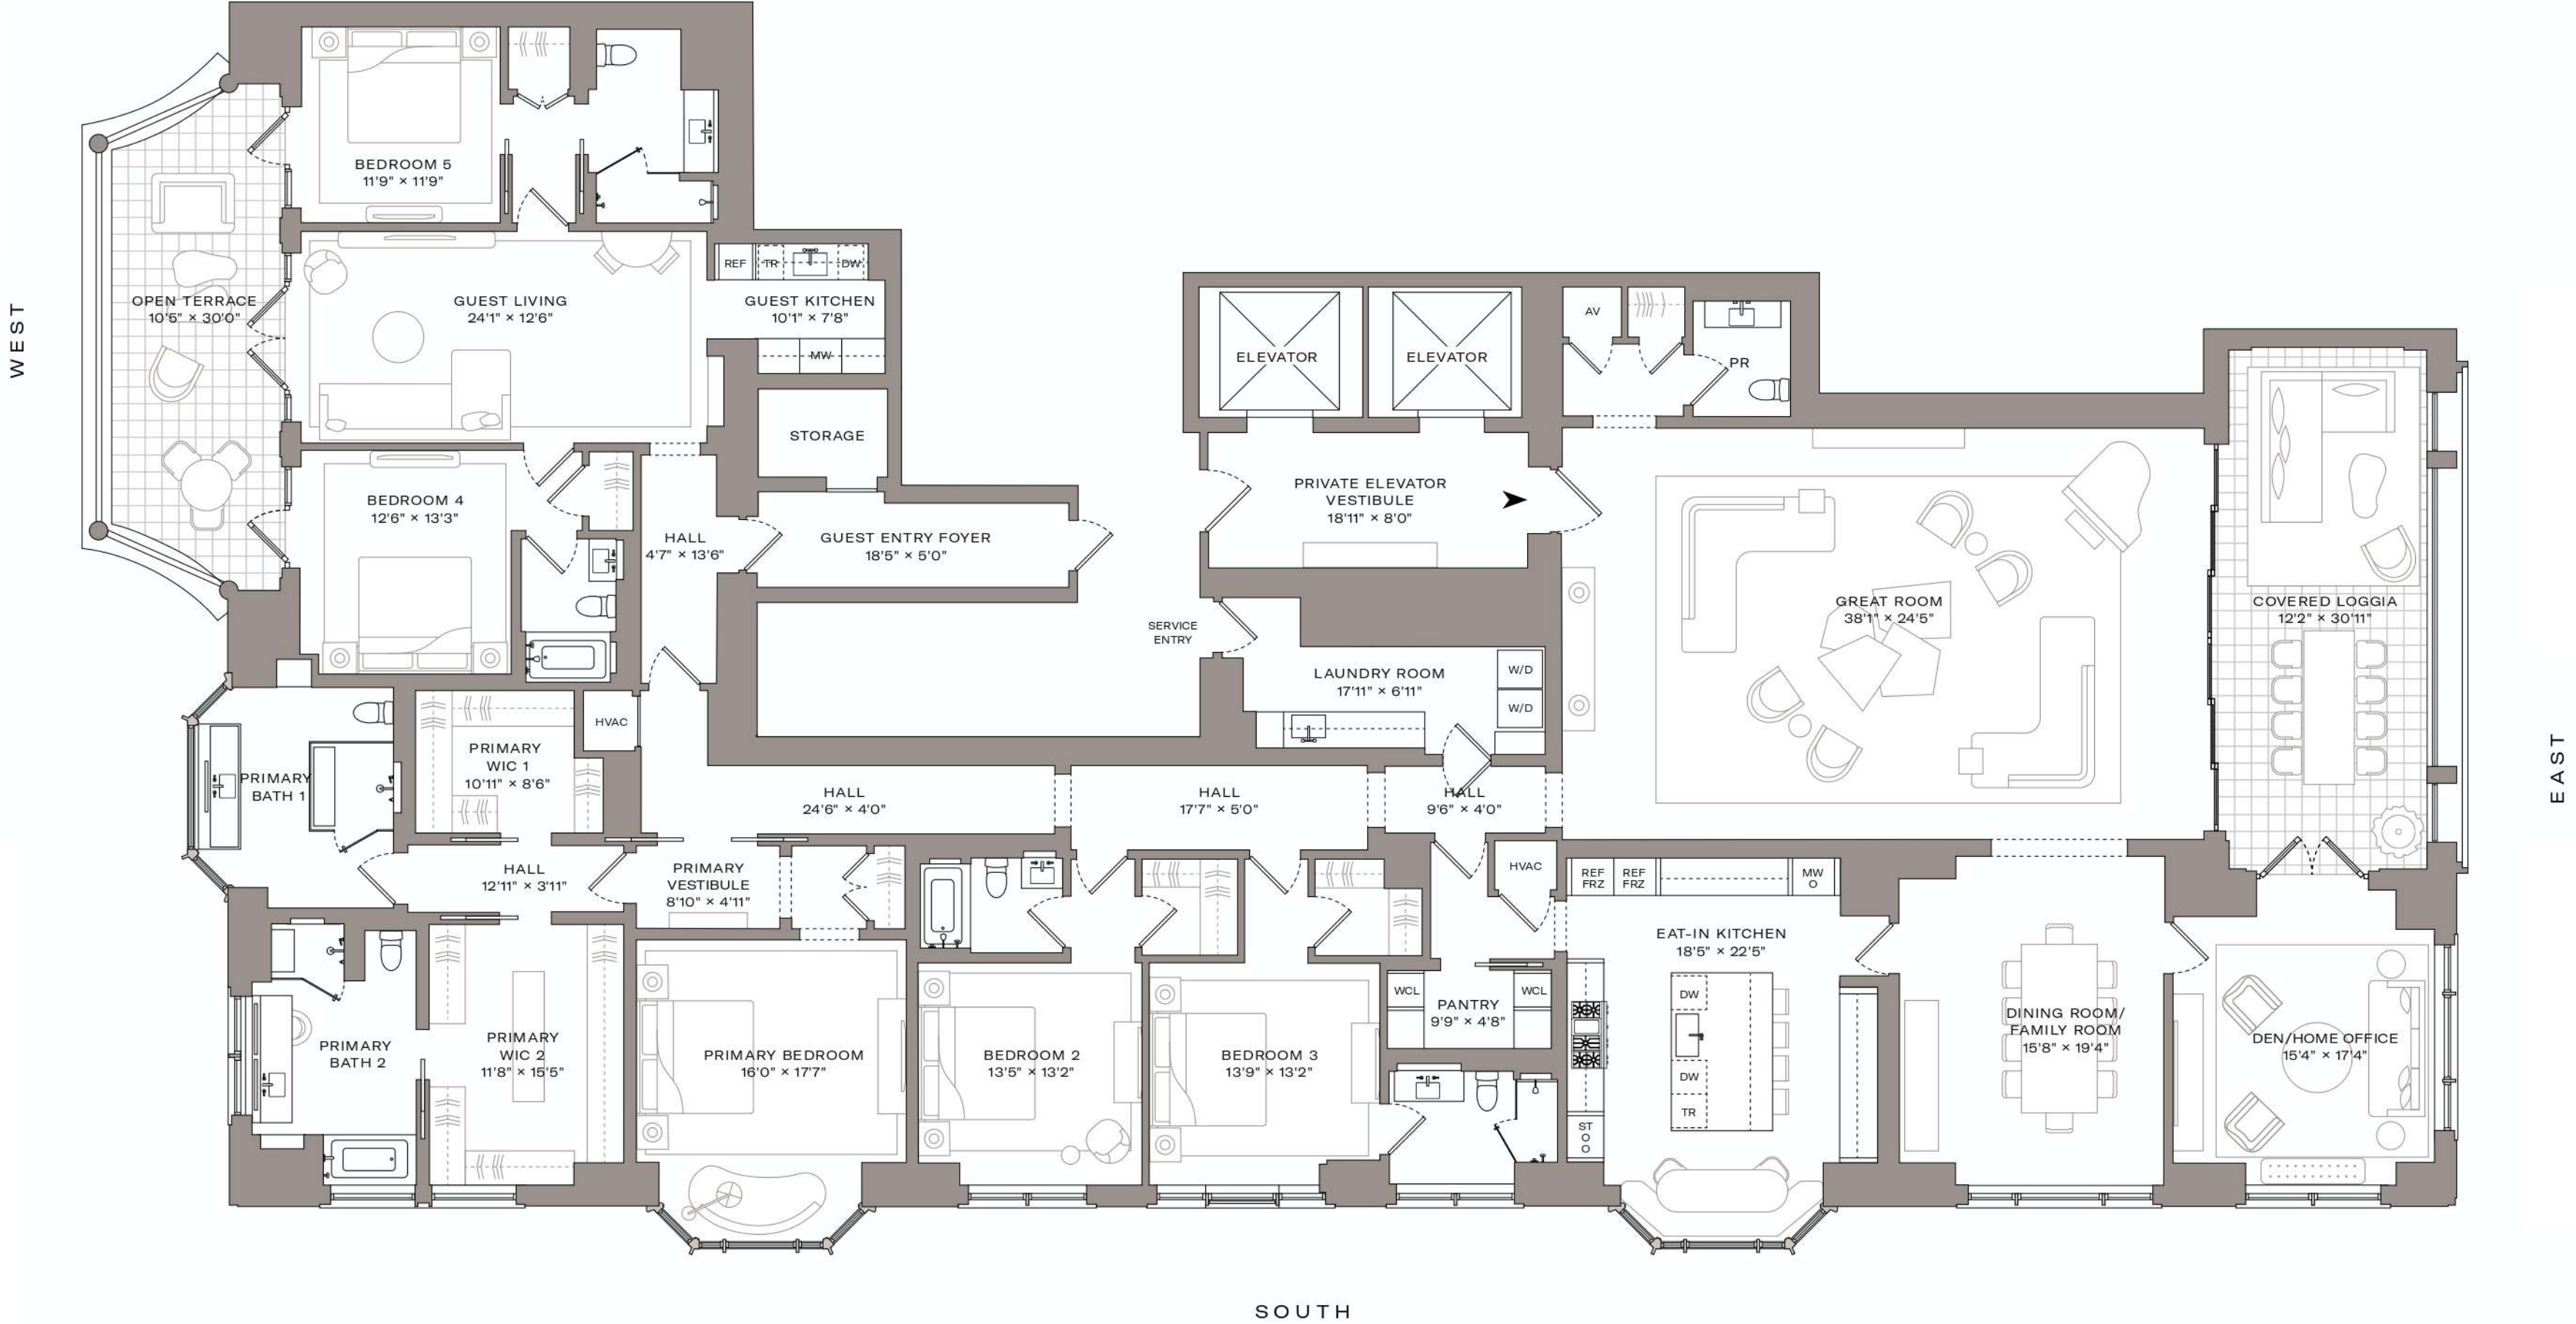 BEDROOM 5
11'9" × 11'9"
WEST
OPEN TERRACE
10'5" × 30'0"
GUEST LIVING
24'1" × 12'6"
REF
TR
DW
GUEST KITCHEN
10'1" × 7'8"
MW
STORAGE
ELEVATOR
ELEVATOR
AV
PR
BEDROOM 4
12'6" × 13'3"
HALL
4'7" × 13'6"
GUEST ENTRY FOYER
18'5" × 5'0"
PRIVATE ELEVATOR
VESTIBULE
18'11" × 8'0"
SERVICE
ENTRY
GREAT ROOM
38'1" × 24'5"
COVERED LOGGIA
12'2" × 30'11"
LAUNDRY ROOM
17'11" × 6'11"
W/D
W/D
EAST
HVAC
PRIMARY
WIC 1
10'11" × 8'6"
PRIMARY
BATH 1
HALL
24'6" × 4'0"
HALL
17'7" × 5'0"
HALL
9'6" × 4'0"
HALL
12'11" × 3'11"
PRIMARY
VESTIBULE
8'10" × 4'11"
HVAC
REF
FRZ
REF
FRZ
MW
O
EAT-IN KITCHEN
18'5" × 22'5"
WCL
WCL
PANTRY
9'9" × 4'8"
DW
DW
TR
ST
O
O
PRIMARY
BATH 2
PRIMARY
WIC 2
11'8" × 15'5"
PRIMARY BEDROOM
16'0" × 17'7"
BEDROOM 2
13'5" × 13'2"
BEDROOM 3
13'9" × 13'2"
DINING ROOM/
FAMILY ROOM
15'8" × 19'4"
DEN/HOME OFFICE
15'4" × 17'4"
SOUTH